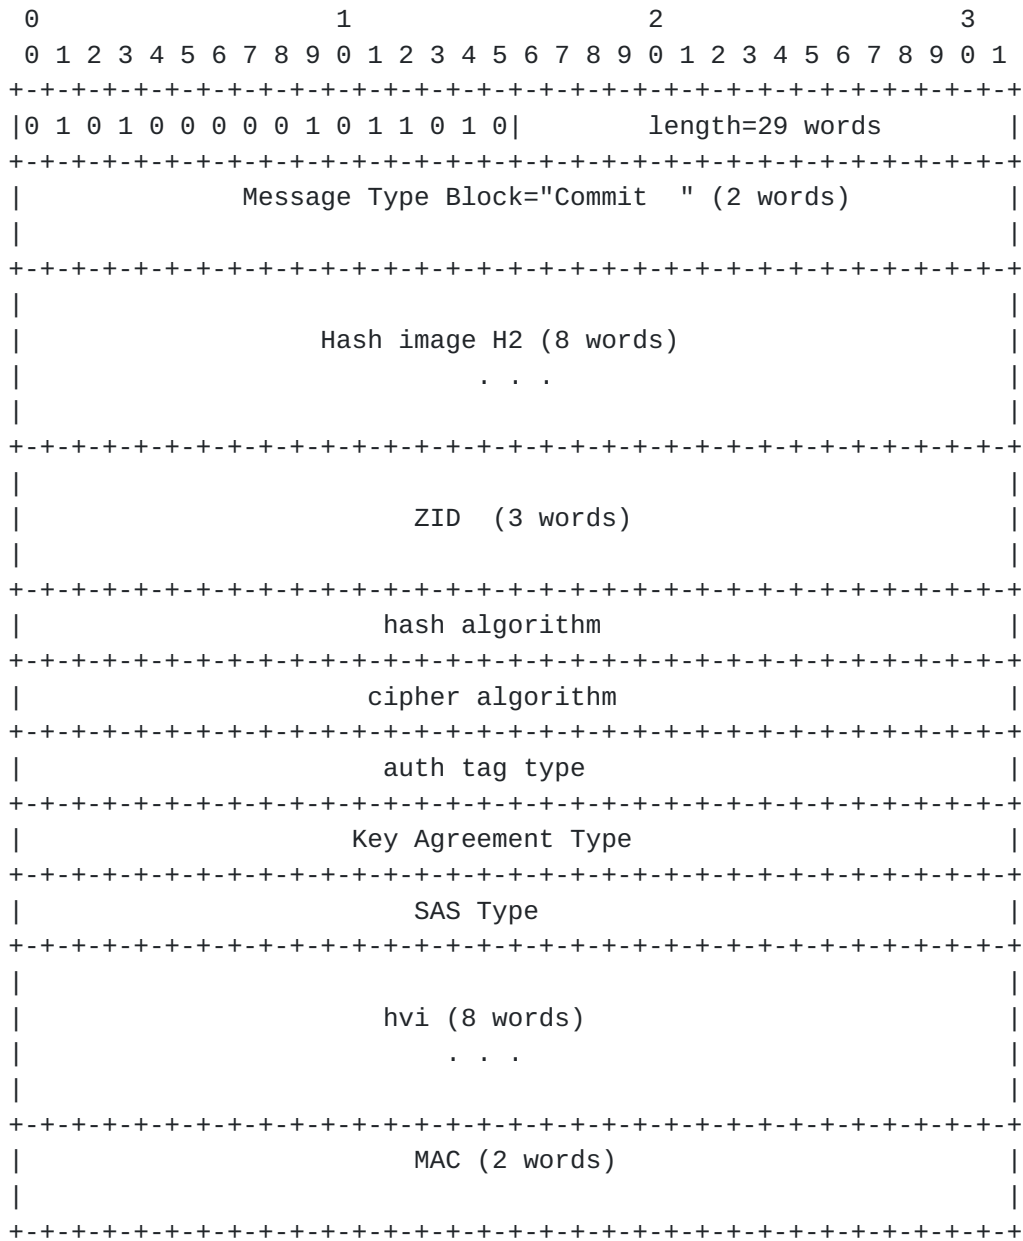 0                   1                   2                   3
 0 1 2 3 4 5 6 7 8 9 0 1 2 3 4 5 6 7 8 9 0 1 2 3 4 5 6 7 8 9 0 1
+-+-+-+-+-+-+-+-+-+-+-+-+-+-+-+-+-+-+-+-+-+-+-+-+-+-+-+-+-+-+-+-+
|0 1 0 1 0 0 0 0 0 1 0 1 1 0 1 0|        length=29 words        |
+-+-+-+-+-+-+-+-+-+-+-+-+-+-+-+-+-+-+-+-+-+-+-+-+-+-+-+-+-+-+-+-+
|              Message Type Block="Commit  " (2 words)          |
|                                                               |
+-+-+-+-+-+-+-+-+-+-+-+-+-+-+-+-+-+-+-+-+-+-+-+-+-+-+-+-+-+-+-+-+
|                                                               |
|                   Hash image H2 (8 words)                     |
|                             . . .                             |
|                                                               |
+-+-+-+-+-+-+-+-+-+-+-+-+-+-+-+-+-+-+-+-+-+-+-+-+-+-+-+-+-+-+-+-+
|                                                               |
|                         ZID  (3 words)                        |
|                                                               |
+-+-+-+-+-+-+-+-+-+-+-+-+-+-+-+-+-+-+-+-+-+-+-+-+-+-+-+-+-+-+-+-+
|                       hash algorithm                          |
+-+-+-+-+-+-+-+-+-+-+-+-+-+-+-+-+-+-+-+-+-+-+-+-+-+-+-+-+-+-+-+-+
|                      cipher algorithm                         |
+-+-+-+-+-+-+-+-+-+-+-+-+-+-+-+-+-+-+-+-+-+-+-+-+-+-+-+-+-+-+-+-+
|                       auth tag type                           |
+-+-+-+-+-+-+-+-+-+-+-+-+-+-+-+-+-+-+-+-+-+-+-+-+-+-+-+-+-+-+-+-+
|                     Key Agreement Type                        |
+-+-+-+-+-+-+-+-+-+-+-+-+-+-+-+-+-+-+-+-+-+-+-+-+-+-+-+-+-+-+-+-+
|                         SAS Type                              |
+-+-+-+-+-+-+-+-+-+-+-+-+-+-+-+-+-+-+-+-+-+-+-+-+-+-+-+-+-+-+-+-+
|                                                               |
|                       hvi (8 words)                           |
|                           . . .                               |
|                                                               |
+-+-+-+-+-+-+-+-+-+-+-+-+-+-+-+-+-+-+-+-+-+-+-+-+-+-+-+-+-+-+-+-+
|                         MAC (2 words)                         |
|                                                               |
+-+-+-+-+-+-+-+-+-+-+-+-+-+-+-+-+-+-+-+-+-+-+-+-+-+-+-+-+-+-+-+-+